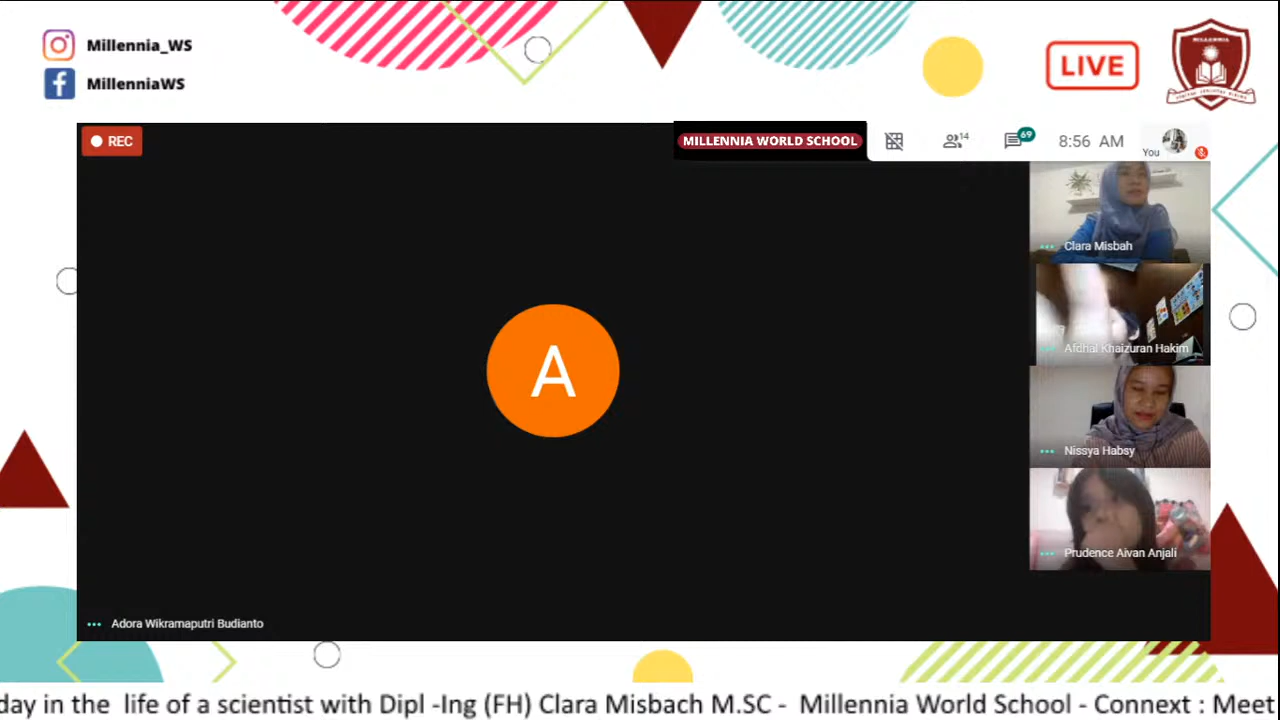 Millennia_WS
MillenniaWS
LIVE
MILLENNIA
REC
MILLENNIA WORLD SCHOOL
14
69
8:56 AM
You
Clara Misbah
Afdhal Khaizuran Hakim
Nissya Habsy
Prudence Aivan Anjali
A
Adora Wikramaputri Budianto
day in the life of a scientist with Dipl -Ing (FH) Clara Misbach M.SC - Millennia World School - Connext : Meet